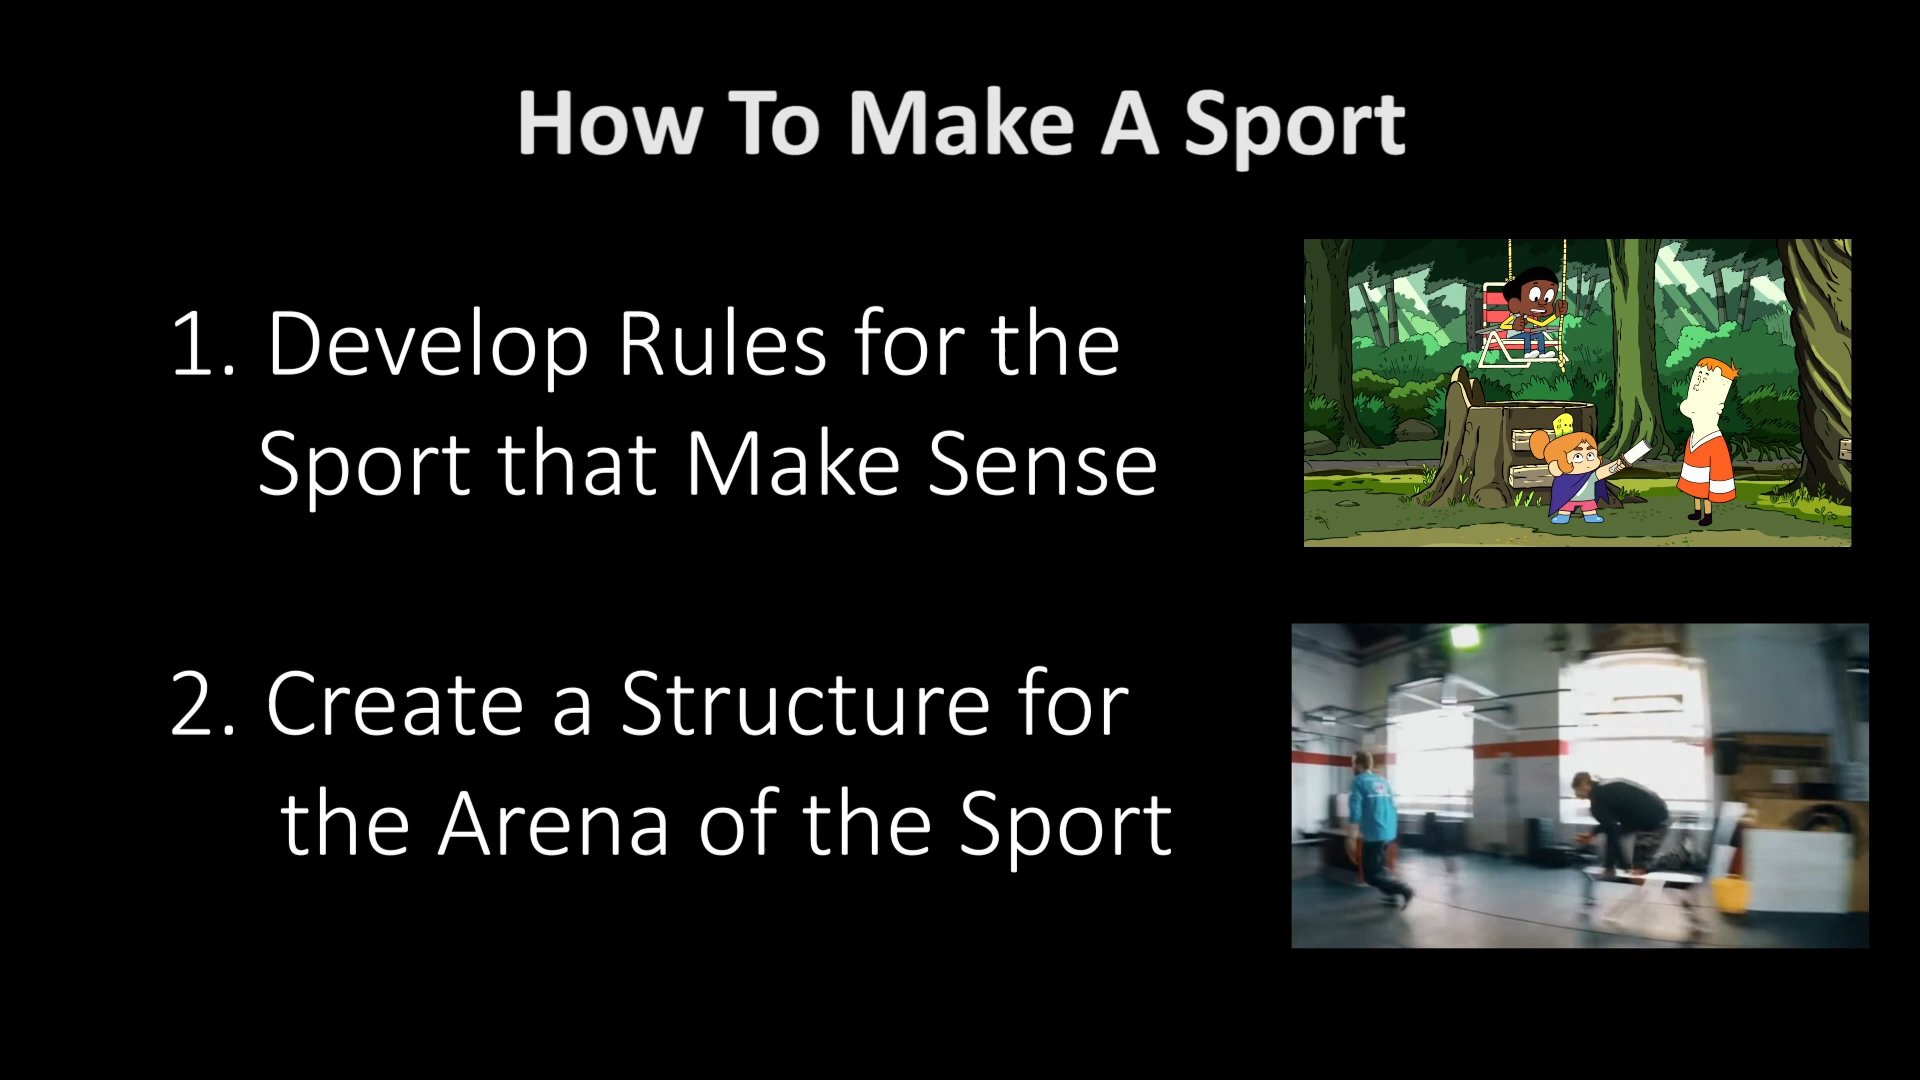 How To Make A Sport
1. Develop Rules for the
Sport that Make Sense
2. Create a Structure for
the Arena of the Sport